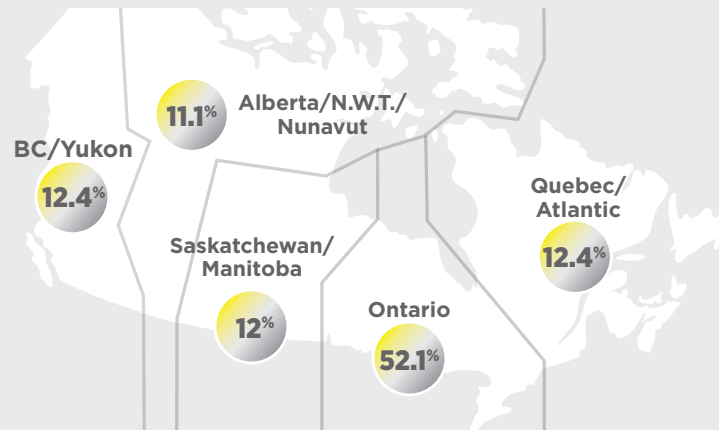 Alberta/N.W.T./
Nunavut
11.1%
BC/Yukon
12.4%
Quebec/
Atlantic
12.4%
Saskatchewan/
Manitoba
12%
Ontario
52.1%